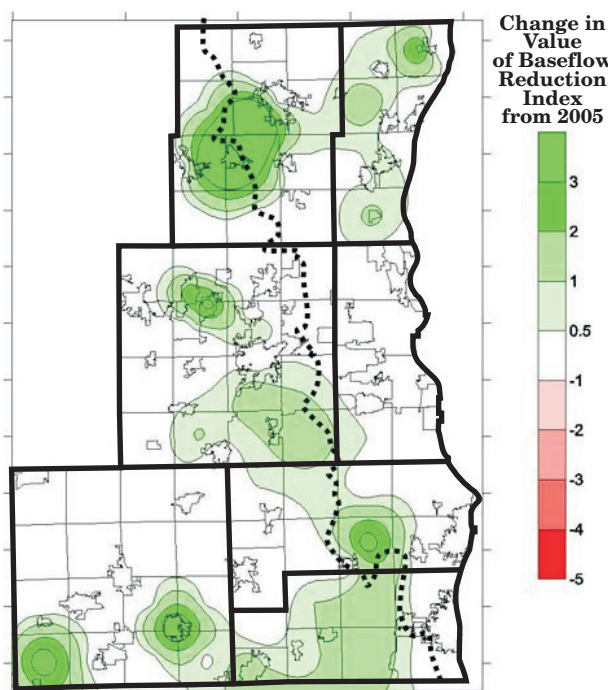 Change in
Value
of Baseflow
Reduction
Index
from 2005
3
2
1
0.5
-1
-2
-3
-4
-5